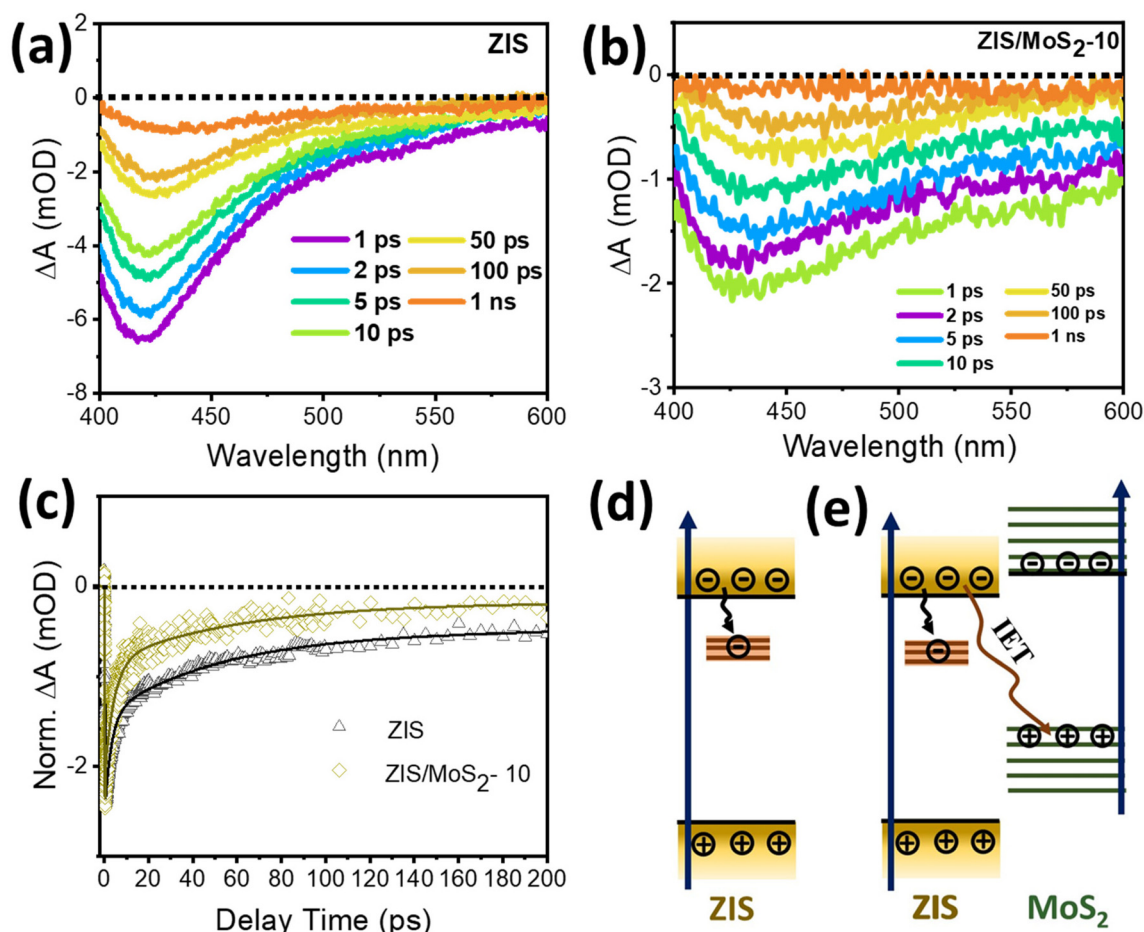 (a)
ZIS
2
0
-2
-4
-6
-8
ΔA (mOD)
1 ps
2 ps
5 ps
10 ps
50 ps
100 ps
1 ns
400 450 500 550 600
Wavelength (nm)
(b)
ZIS/MoS₂-10
0
-1
-2
-3
ΔA (mOD)
1 ps
2 ps
5 ps
10 ps
50 ps
100 ps
1 ns
400 450 500 550 600
Wavelength (nm)
(c)
0
-2
Norm. ΔA (mOD)
ZIS
ZIS/MoS₂- 10
0 20 40 60 80 100 120 140 160 180 200
Delay Time (ps)
(d)
- - -
-
+ + +
ZIS
(e)
- - -
- - -
-
IET
+ + +
+ + +
ZIS
MoS₂